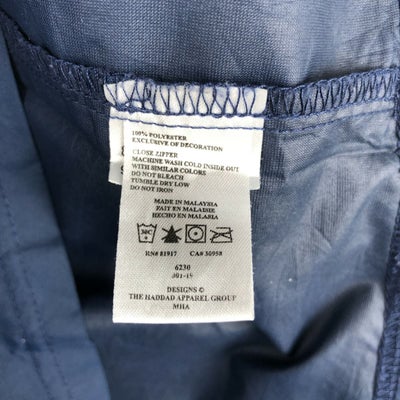 100% POLYESTER
EXCLUSIVE OF DECORATION
CLOSE ZIPPER
MACHINE WASH COLD INSIDE OUT
WITH SIMILAR COLORS
DO NOT BLEACH
TUMBLE DRY LOW
DO NOT IRON
MADE IN MALAYSIA
FAIT EN MALAISIE
HECHO EN MALASIA
30C
RN# 81917 CA# 30958
6230
DESIGNS ©
THE HADDAD APPAREL GROUP
MHA